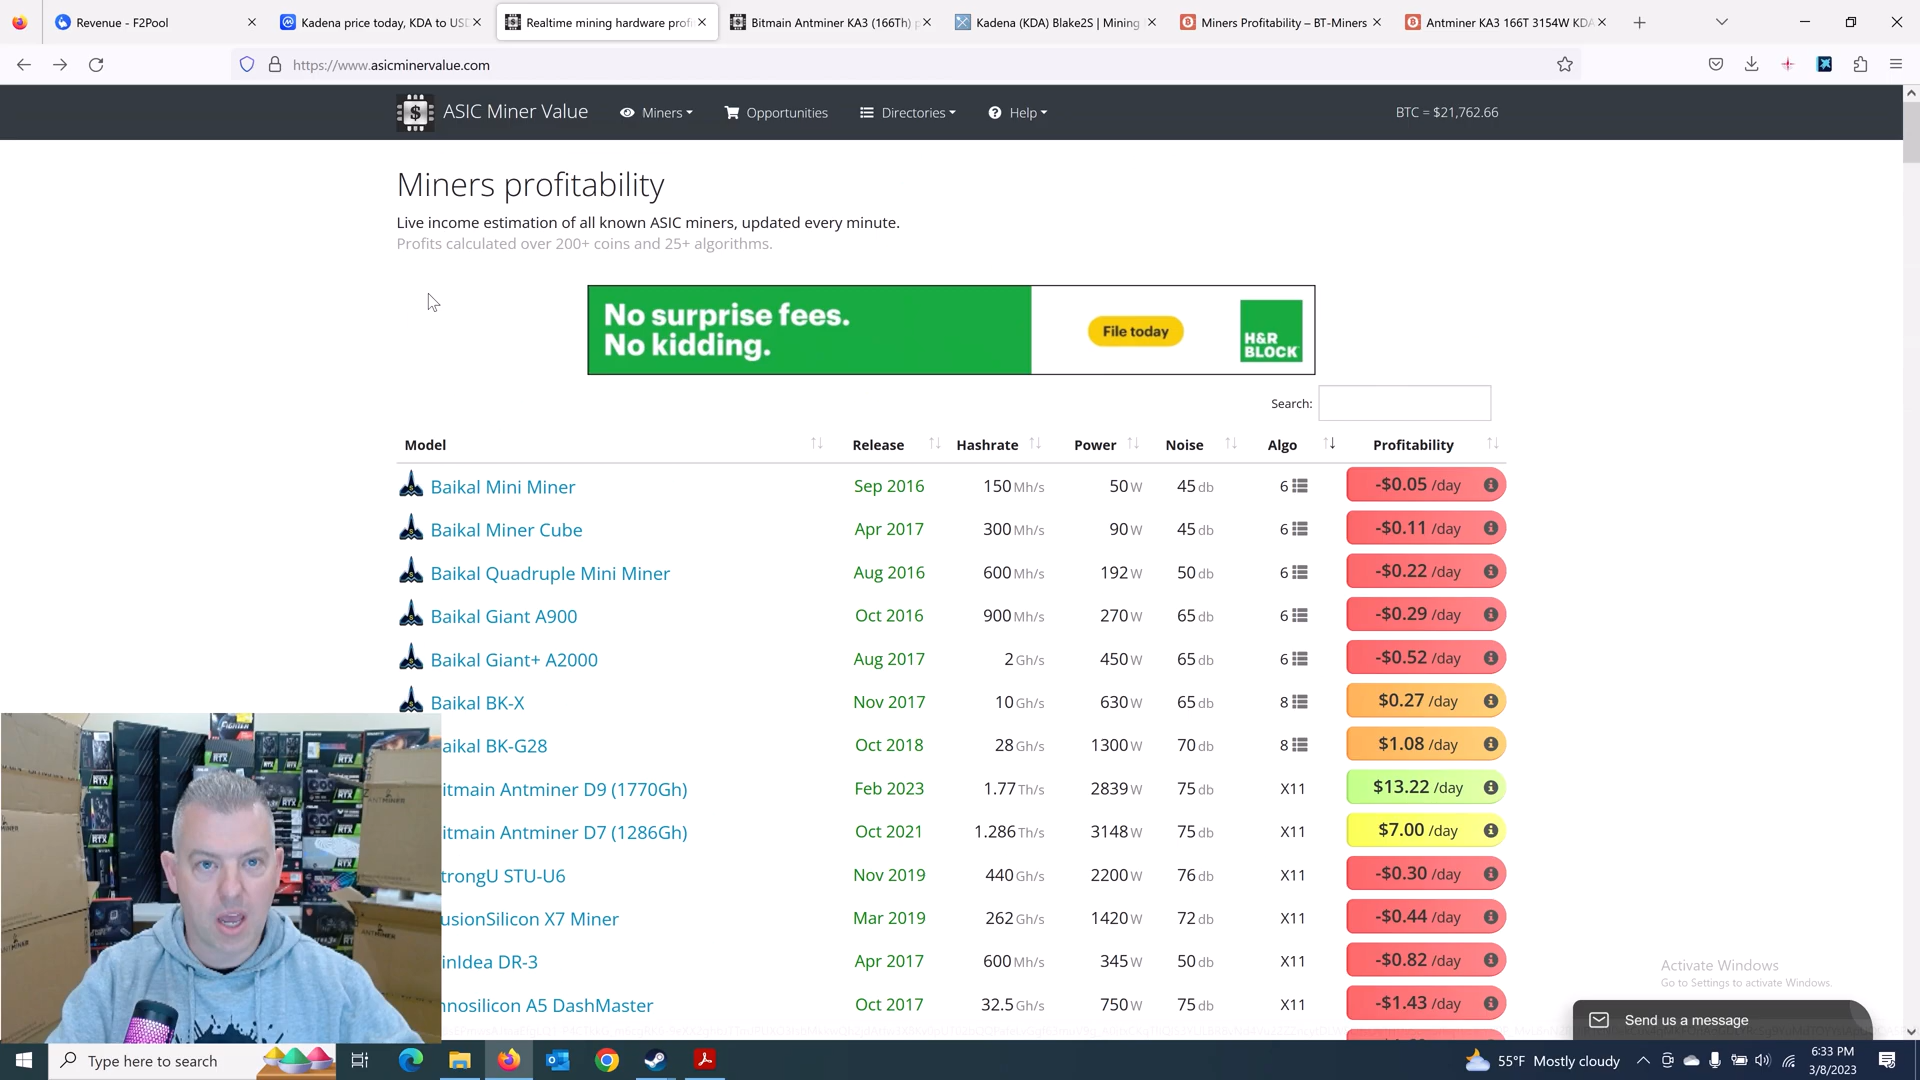 Revenue - F2Pool
Kadena price today, KDA to USD
Realtime mining hardware profi
Bitmain Antminer KA3 (166Th) p
Kadena (KDA) Blake2S | Mining
Miners Profitability – BT-Miners
Antminer KA3 166T 3154W KDA
https://www.asicminervalue.com
ASIC Miner Value
Miners
Opportunities
Directories
Help
BTC = $21,762.66
Miners profitability
Live income estimation of all known ASIC miners, updated every minute.
Profits calculated over 200+ coins and 25+ algorithms.
No surprise fees.
No kidding.
File today
H&R
BLOCK
Search:
Model Release Hashrate Power Noise Algo Profitability
Baikal Mini Miner Sep 2016 150 Mh/s 50 W 45 db 6 -$0.05 /day
Baikal Miner Cube Apr 2017 300 Mh/s 90 W 45 db 6 -$0.11 /day
Baikal Quadruple Mini Miner Aug 2016 600 Mh/s 192 W 50 db 6 -$0.22 /day
Baikal Giant A900 Oct 2016 900 Mh/s 270 W 65 db 6 -$0.29 /day
Baikal Giant+ A2000 Aug 2017 2 Gh/s 450 W 65 db 6 -$0.52 /day
Baikal BK-X Nov 2017 10 Gh/s 630 W 65 db 8 $0.27 /day
aikal BK-G28 Oct 2018 28 Gh/s 1300 W 70 db 8 $1.08 /day
itmain Antminer D9 (1770Gh) Feb 2023 1.77 Th/s 2839 W 75 db X11 $13.22 /day
itmain Antminer D7 (1286Gh) Oct 2021 1.286 Th/s 3148 W 75 db X11 $7.00 /day
trongU STU-U6 Nov 2019 440 Gh/s 2200 W 76 db X11 -$0.30 /day
usionSilicon X7 Miner Mar 2019 262 Gh/s 1420 W 72 db X11 -$0.44 /day
inIdea DR-3 Apr 2017 600 Mh/s 345 W 50 db X11 -$0.82 /day
nnosilicon A5 DashMaster Oct 2017 32.5 Gh/s 750 W 75 db X11 -$1.43 /day
Activate Windows
Go to Settings to activate Windows.
Send us a message
Type here to search
55°F Mostly cloudy
6:33 PM
3/8/2023